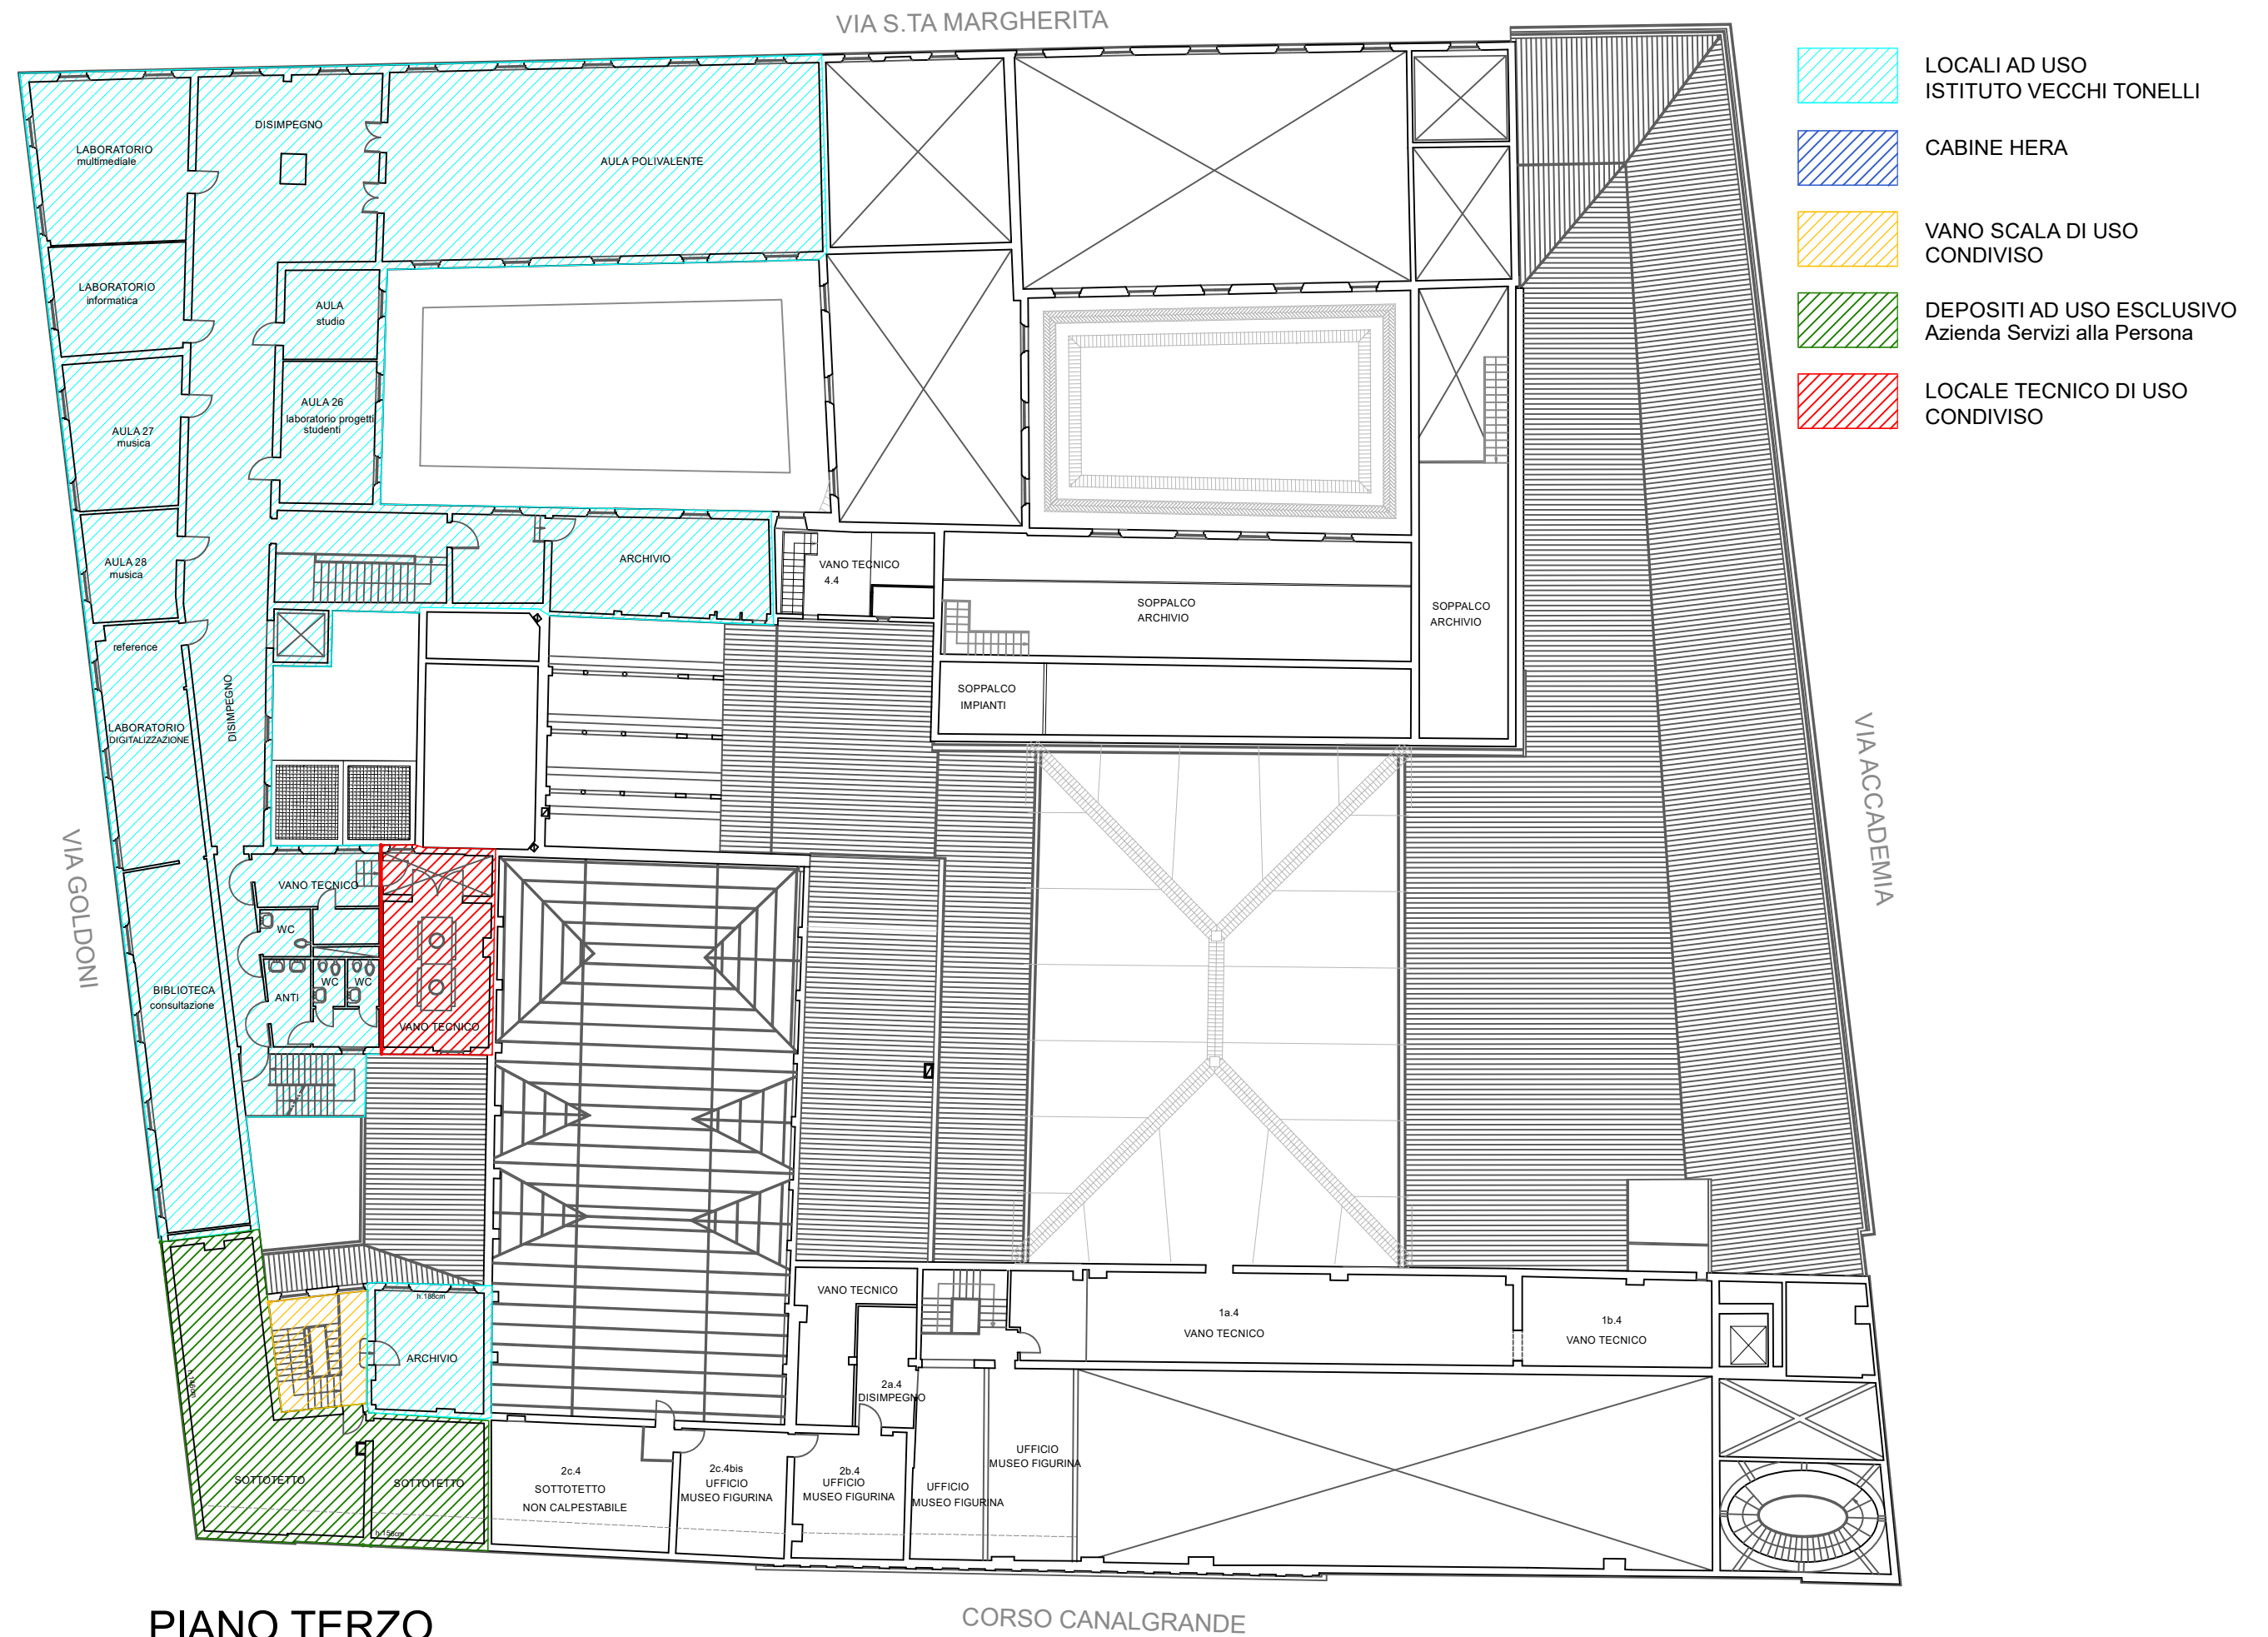 VIA S.TA MARGHERITA
LOCALI AD USO
ISTITUTO VECCHI TONELLI
CABINE HERA
VANO SCALA DI USO
CONDIVISO
DEPOSITI AD USO ESCLUSIVO
Azienda Servizi alla Persona
LOCALE TECNICO DI USO
CONDIVISO
DISIMPEGNO
LABORATORIO
multimediale
AULA POLIVALENTE
LABORATORIO
informatica
AULA
studio
AULA 26
laboratorio progetti
studenti
AULA 27
musica
AULA 28
musica
ARCHIVIO
VANO TECNICO
4.4
SOPPALCO
ARCHIVIO
SOPPALCO
ARCHIVIO
reference
DISIMPEGNO
SOPPALCO
IMPIANTI
LABORATORIO
DIGITALIZZAZIONE
VIA ACCADEMIA
VIA GOLDONI
VANO TECNICO
WC
WC
WC
ANTI
BIBLIOTECA
consultazione
VANO TECNICO
h.188cm
VANO TECNICO
1a.4
VANO TECNICO
1b.4
VANO TECNICO
ARCHIVIO
h.146cm
2a.4
DISIMPEGNO
SOTTOTETTO
SOTTOTETTO
h.156cm
2c.4
SOTTOTETTO
NON CALPESTABILE
2c.4bis
UFFICIO
MUSEO FIGURINA
2b.4
UFFICIO
MUSEO FIGURINA
UFFICIO
MUSEO FIGURINA
UFFICIO
MUSEO FIGURINA
PIANO TERZO
CORSO CANALGRANDE